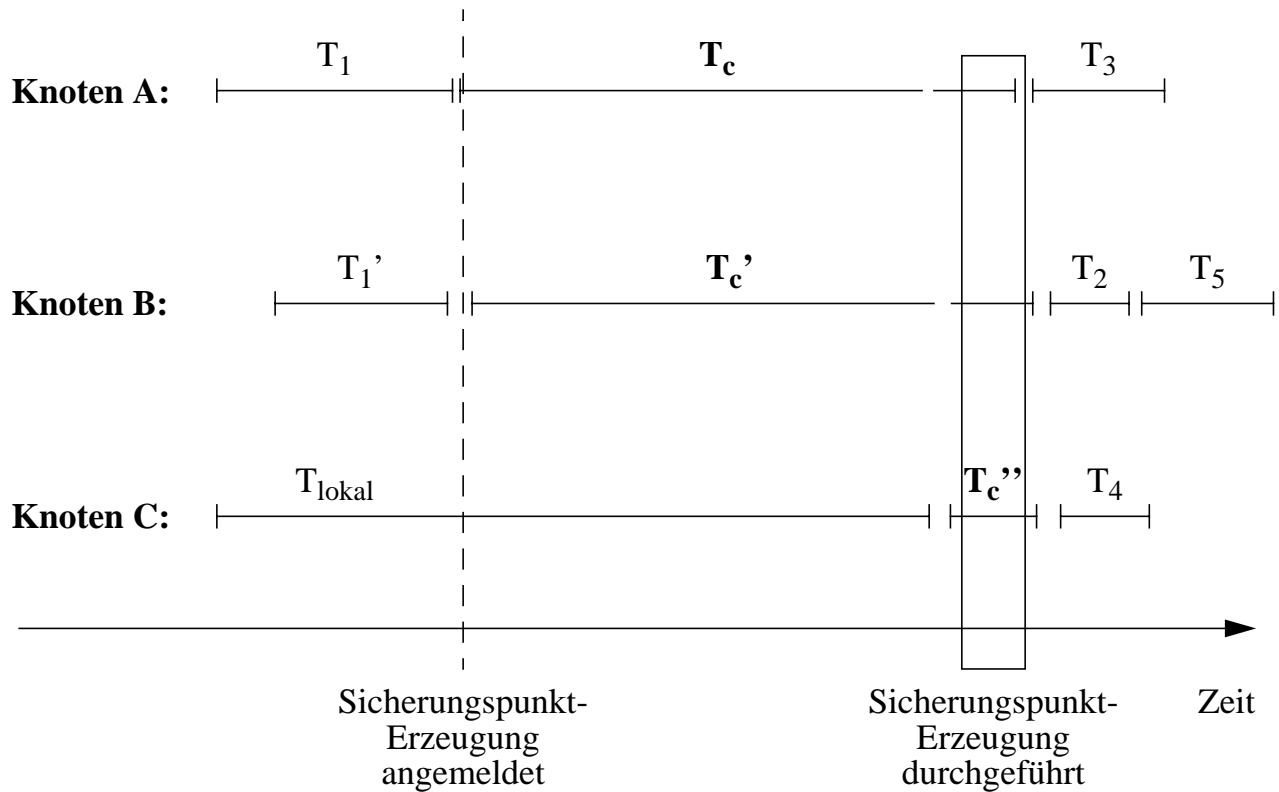 Knoten A: T1 Tc T3
Knoten B: T1’ Tc’ T2 T5
Knoten C: Tlokal Tc’’ T4
Sicherungspunkt-
Erzeugung
angemeldet
Sicherungspunkt-
Erzeugung
durchgeführt
Zeit